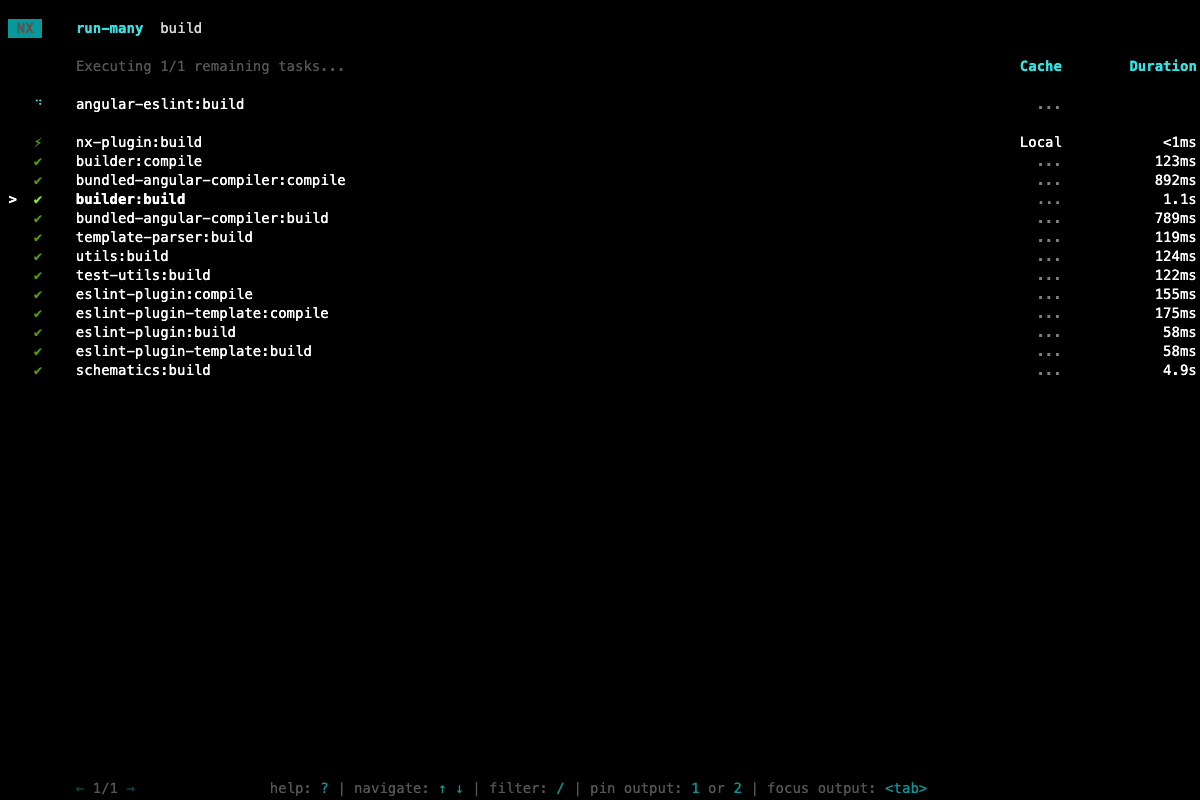 NX run-many build
Executing 1/1 remaining tasks... Cache Duration
angular-eslint:build ...
⚡ nx-plugin:build Local <1ms
✔ builder:compile ... 123ms
✔ bundled-angular-compiler:compile ... 892ms
> ✔ builder:build ... 1.1s
✔ bundled-angular-compiler:build ... 789ms
✔ template-parser:build ... 119ms
✔ utils:build ... 124ms
✔ test-utils:build ... 122ms
✔ eslint-plugin:compile ... 155ms
✔ eslint-plugin-template:compile ... 175ms
✔ eslint-plugin:build ... 58ms
✔ eslint-plugin-template:build ... 58ms
✔ schematics:build ... 4.9s
← 1/1 → help: ? | navigate: ↑ ↓ | filter: / | pin output: 1 or 2 | focus output: <tab>